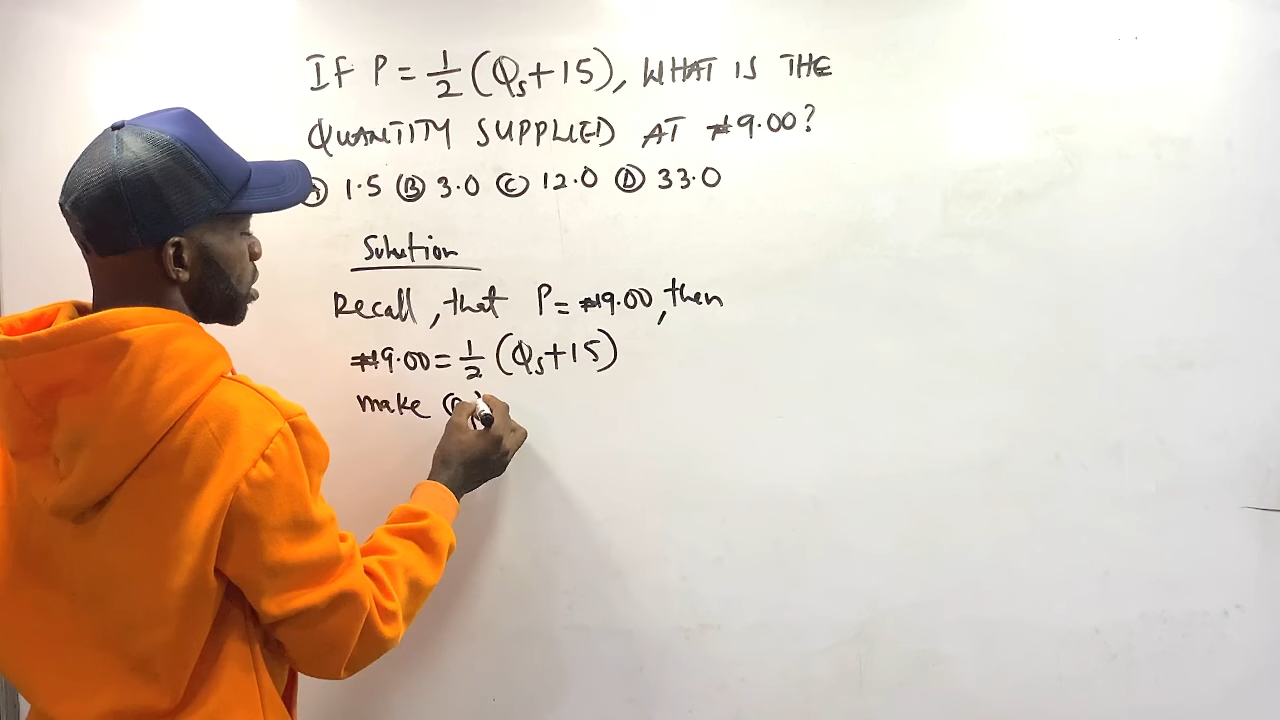 IF P = 1/2 (Qs+15), WHAT IS THE
QUANTITY SUPPLIED AT ₦9.00?
Ⓐ 1.5 Ⓑ 3.0 Ⓒ 12.0 Ⓓ 33.0
Solution
Recall, that P = ₦9.00, then
₦9.00 = 1/2 (Qs+15)
make